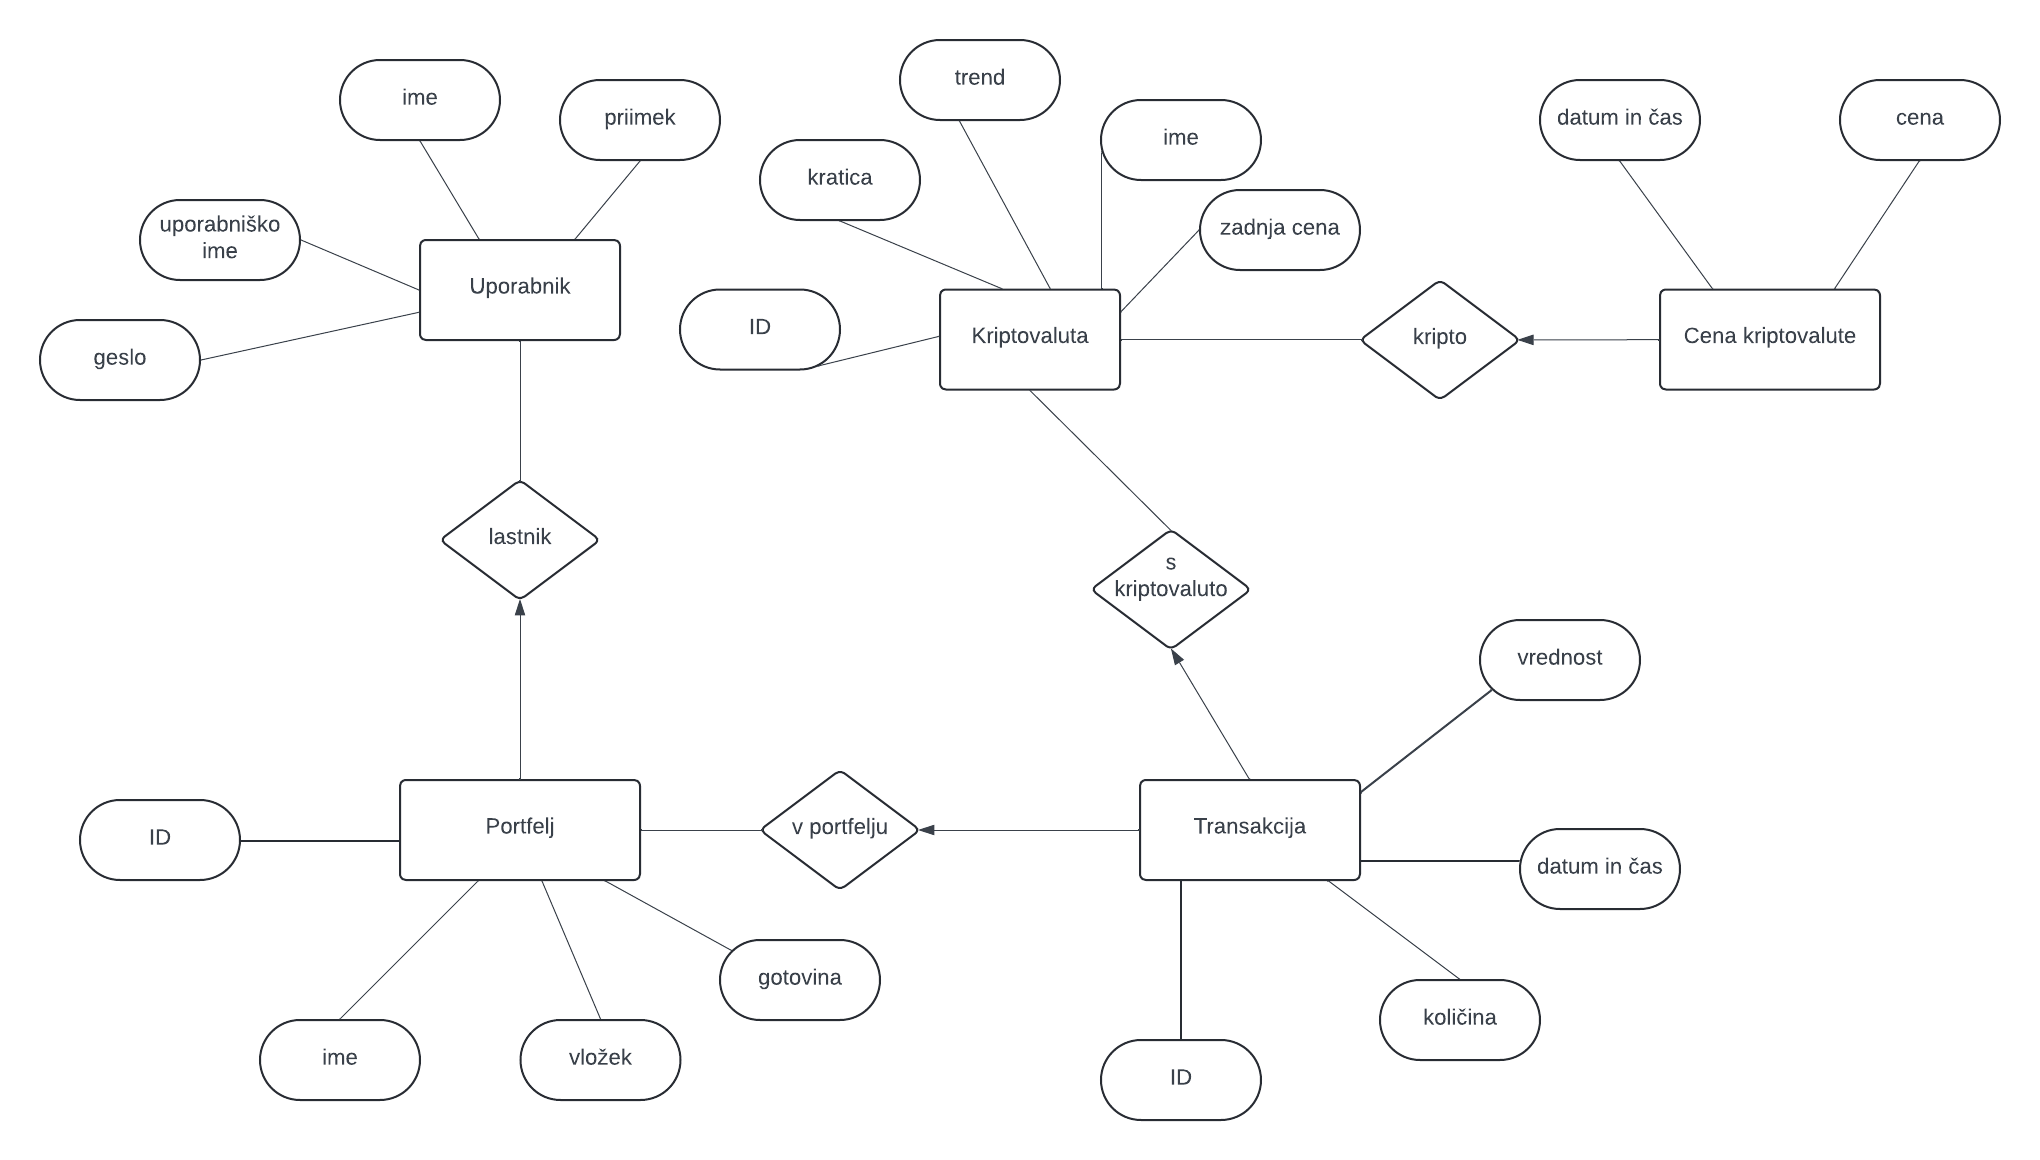 trend
ime
priimek
ime
datum in čas
cena
kratica
uporabniško
ime
zadnja cena
Uporabnik
ID
Kriptovaluta
kripto
Cena kriptovalute
geslo
lastnik
s
kriptovaluto
vrednost
ID
Portfelj
v portfelju
Transakcija
datum in čas
gotovina
količina
ime
vložek
ID